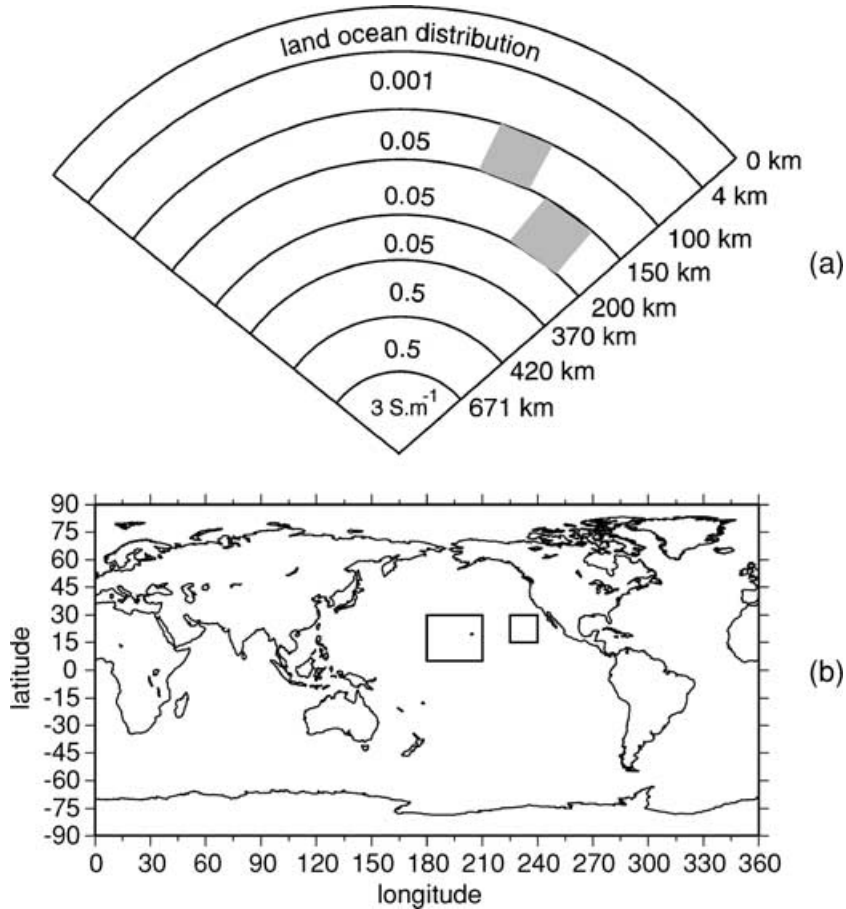 land ocean distribution
0.001
0.05
0.05
0.05
0.5
0.5
3 S.m-1
0 km
4 km
100 km
150 km
200 km
370 km
420 km
671 km
(a)
90
75
60
45
30
15
0
-15
-30
-45
-60
-75
-90
latitude
0 30 60 90 120 150 180 210 240 270 300 330 360
longitude
(b)